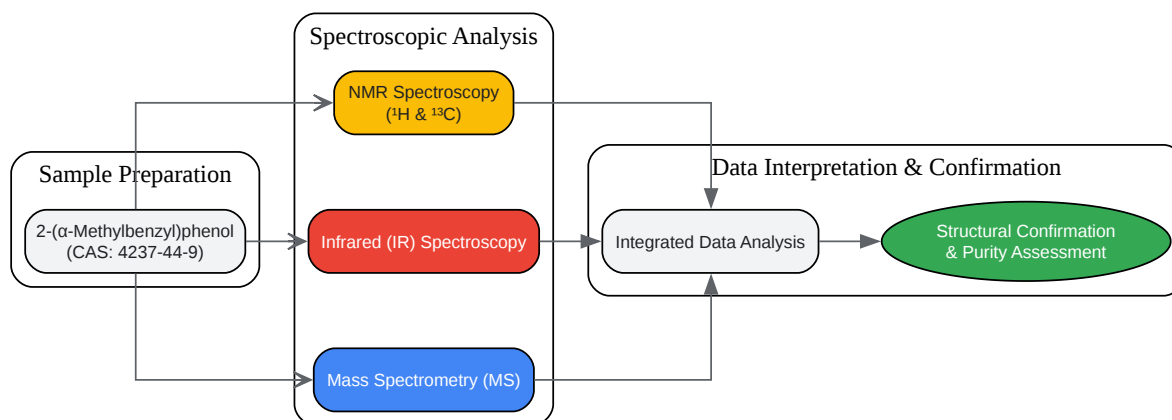 Spectroscopic Analysis
NMR Spectroscopy
(¹H & ¹³C)
Sample Preparation
2-(α-Methylbenzyl)phenol
(CAS: 4237-44-9)
Infrared (IR) Spectroscopy
Mass Spectrometry (MS)
Data Interpretation & Confirmation
Integrated Data Analysis
Structural Confirmation
& Purity Assessment